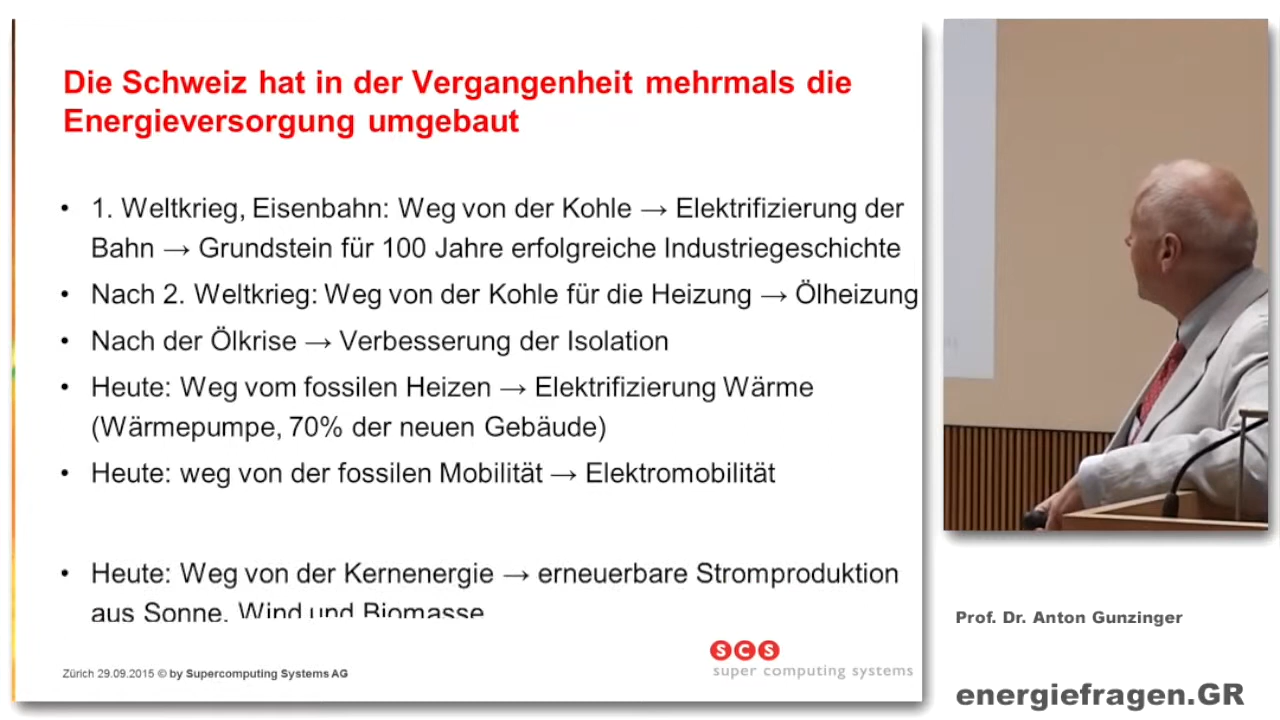 Die Schweiz hat in der Vergangenheit mehrmals die
Energieversorgung umgebaut
• 1. Weltkrieg, Eisenbahn: Weg von der Kohle → Elektrifizierung der
Bahn → Grundstein für 100 Jahre erfolgreiche Industriegeschichte
• Nach 2. Weltkrieg: Weg von der Kohle für die Heizung → Ölheizung
• Nach der Ölkrise → Verbesserung der Isolation
• Heute: Weg vom fossilen Heizen → Elektrifizierung Wärme
(Wärmepumpe, 70% der neuen Gebäude)
• Heute: weg von der fossilen Mobilität → Elektromobilität
• Heute: Weg von der Kernenergie → erneuerbare Stromproduktion
aus Sonne, Wind und Biomasse
Zürich 29.09.2015 © by Supercomputing Systems AG
SCS
super computing systems
Prof. Dr. Anton Gunzinger
energiefragen.GR